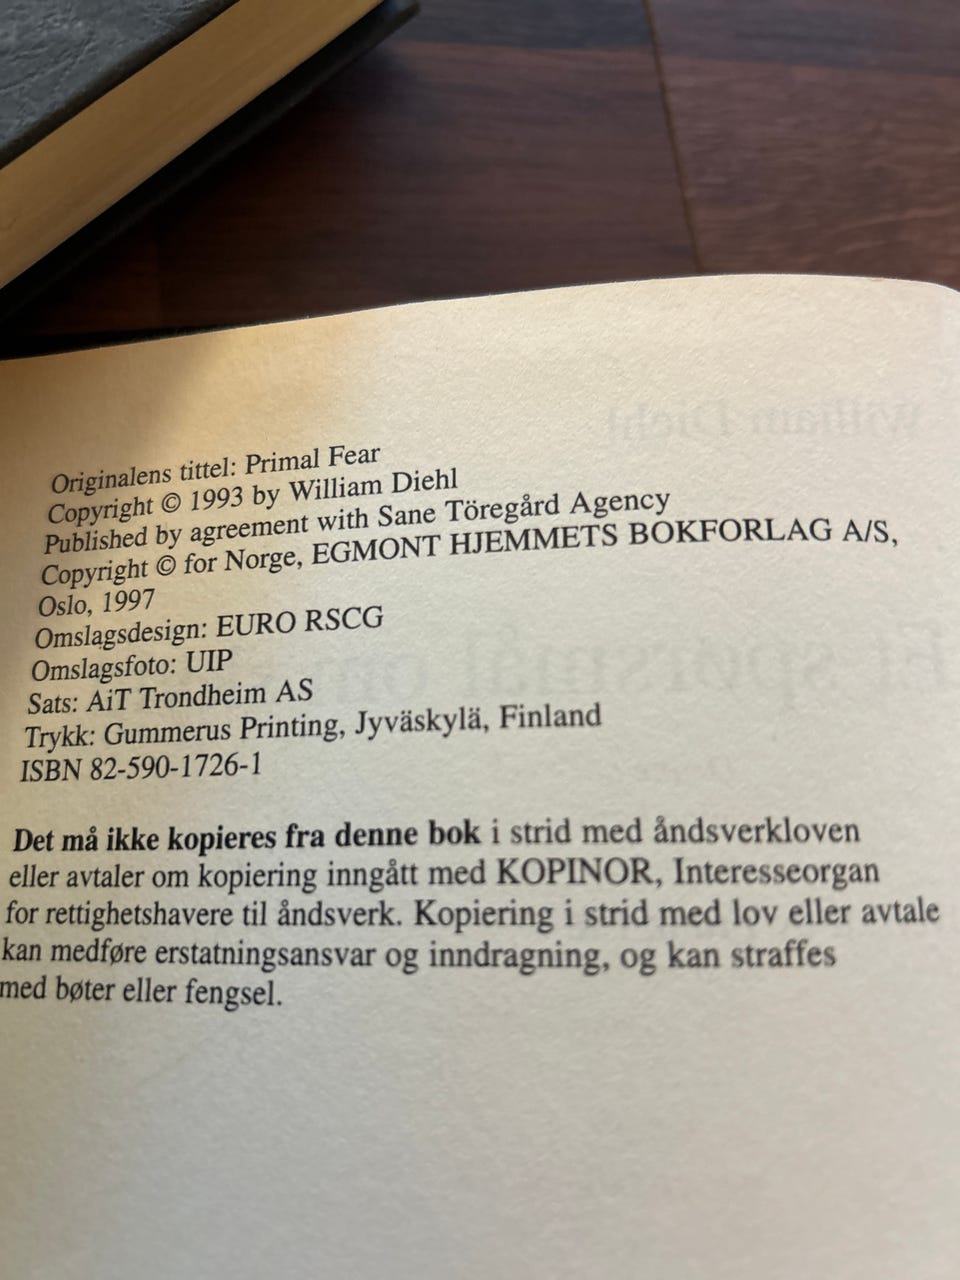 Originalens tittel: Primal Fear
Copyright © 1993 by William Diehl
Published by agreement with Sane Töregård Agency
Copyright © for Norge, EGMONT HJEMMETS BOKFORLAG A/S,
Oslo, 1997
Omslagsdesign: EURO RSCG
Omslagsfoto: UIP
Sats: AiT Trondheim AS
Trykk: Gummerus Printing, Jyväskylä, Finland
ISBN 82-590-1726-1
Det må ikke kopieres fra denne bok i strid med åndsverkloven
eller avtaler om kopiering inngått med KOPINOR, Interesseorgan
for rettighetshavere til åndsverk. Kopiering i strid med lov eller avtale
kan medføre erstatningsansvar og inndragning, og kan straffes
med bøter eller fengsel.